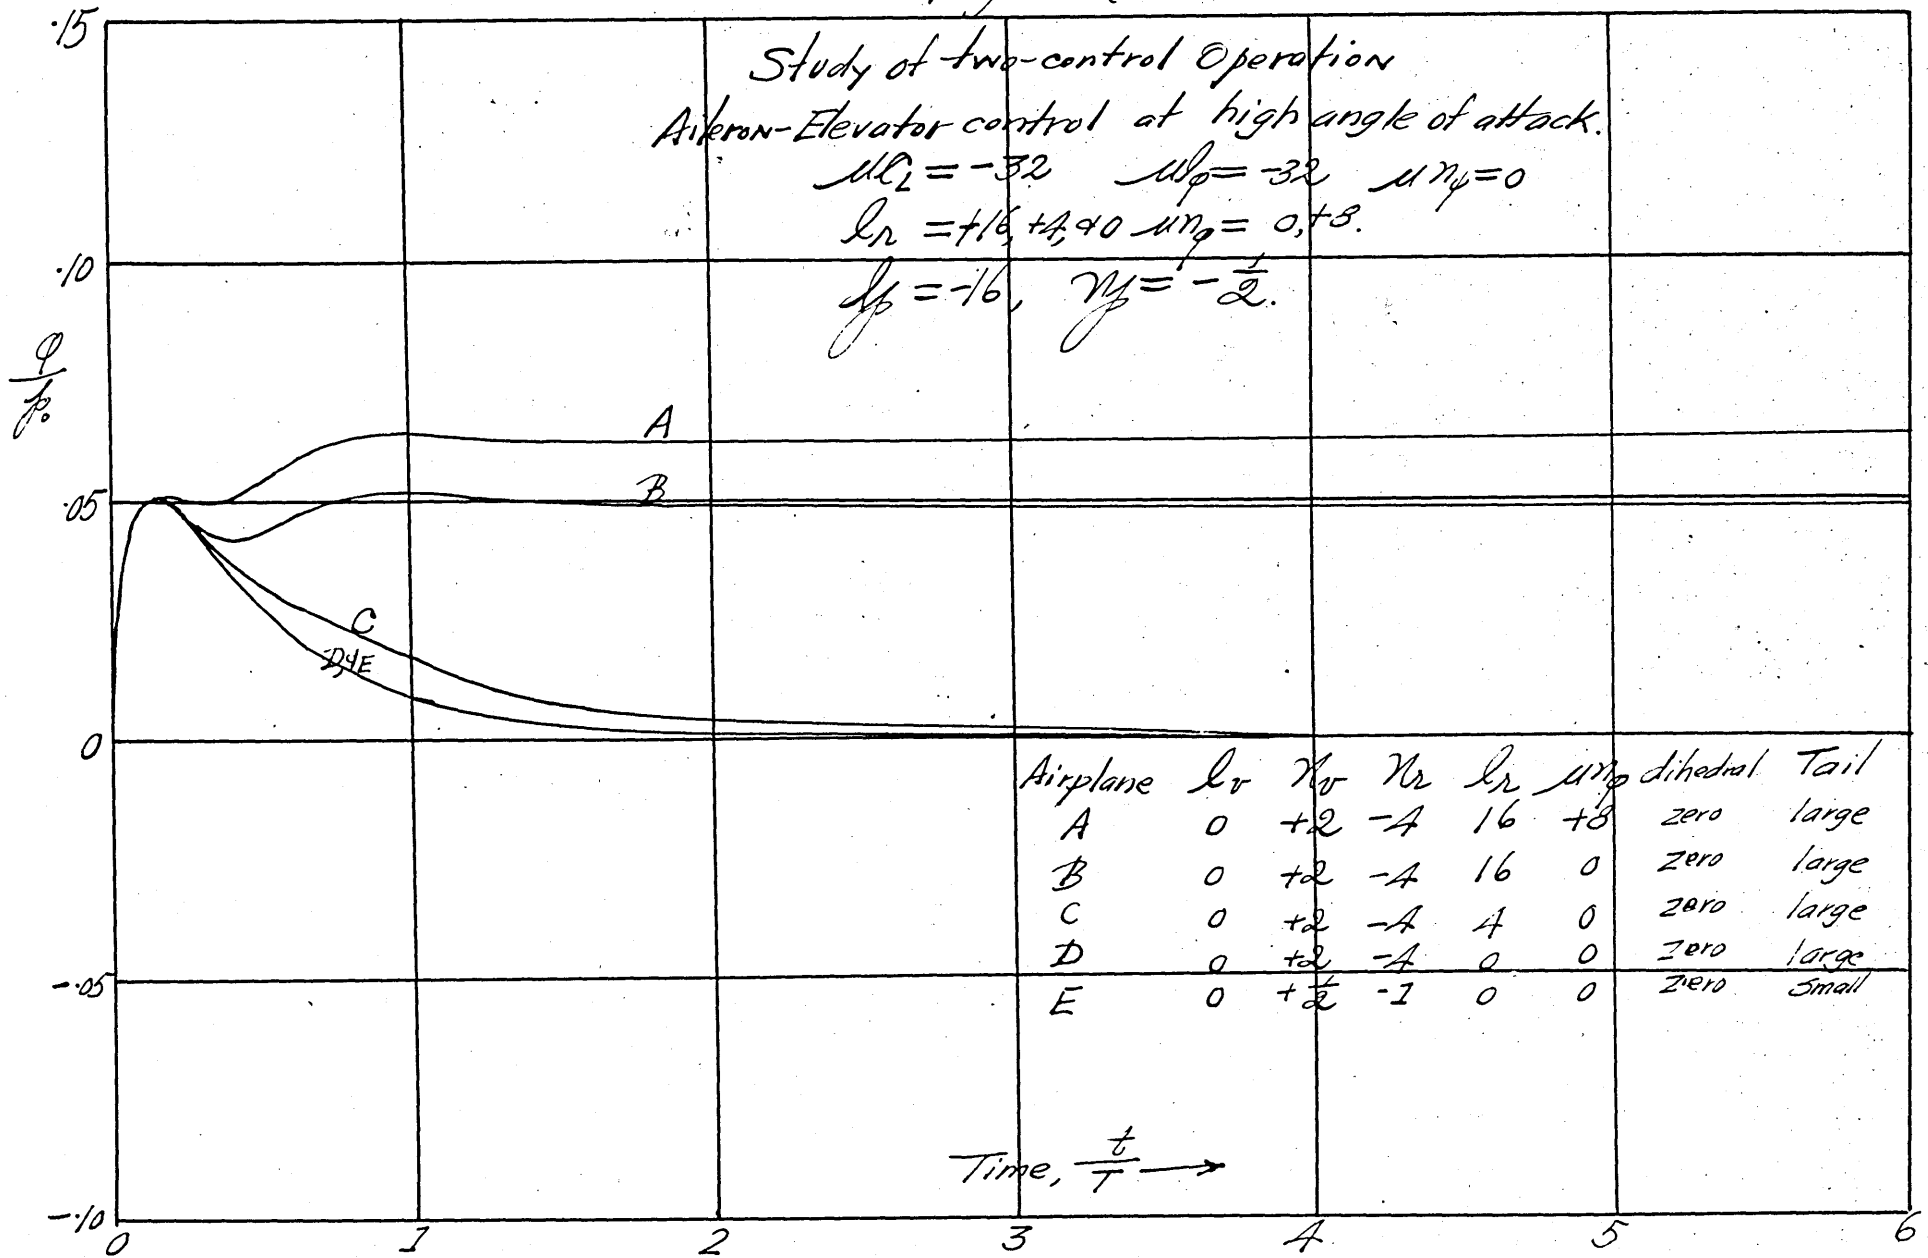 Study of two-control Operation
Aileron-Elevator control at high angle of attack.
μC_L = -32 μl_φ = -32 μn_ψ = 0
l_r = +16, +4, & 0 μn_φ = 0, +8.
l_p = -16, n_p = -1/2.
.15
.10
φ/p₀
.05
0
-.05
-.10
A
B
C
D&E
Airplane l_v n_v n_r l_r μn_φ dihedral Tail
A 0 +2 -4 16 +8 zero large
B 0 +2 -4 16 0 zero large
C 0 +2 -4 4 0 zero large
D 0 +2 -4 0 0 zero large
E 0 +1/2 -1 0 0 zero small
Time, t/T →
0 1 2 3 4 5 6